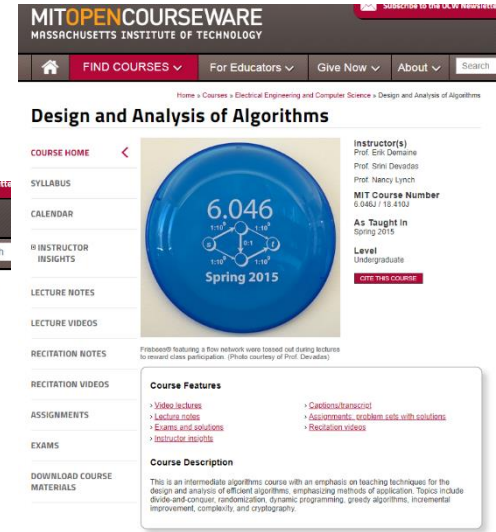 MITOPENCOURSEWARE
MASSACHUSETTS INSTITUTE OF TECHNOLOGY
Subscribe to the OCW Newsletter
FIND COURSES
For Educators
Give Now
About
Search
Home » Courses » Electrical Engineering and Computer Science » Design and Analysis of Algorithms
Design and Analysis of Algorithms
COURSE HOME
SYLLABUS
CALENDAR
INSTRUCTOR
INSIGHTS
LECTURE NOTES
LECTURE VIDEOS
RECITATION NOTES
RECITATION VIDEOS
ASSIGNMENTS
EXAMS
DOWNLOAD COURSE
MATERIALS
6.046
Spring 2015
Instructor(s)
Prof. Erik Demaine
Prof. Srini Devadas
Prof. Nancy Lynch
MIT Course Number
6.046J / 18.410J
As Taught In
Spring 2015
Level
Undergraduate
CITE THIS COURSE
Frisbees® featuring a flow network were tossed out during lectures
to reward class participation. (Photo courtesy of Prof. Devadas)
Course Features
› Video lectures
› Lecture notes
› Exams and solutions
› Instructor insights
› Captions/transcript
› Assignments: problem sets with solutions
› Recitation videos
Course Description
This is an intermediate algorithms course with an emphasis on teaching techniques for the
design and analysis of efficient algorithms, emphasizing methods of application. Topics include
divide-and-conquer, randomization, dynamic programming, greedy algorithms, incremental
improvement, complexity, and cryptography.